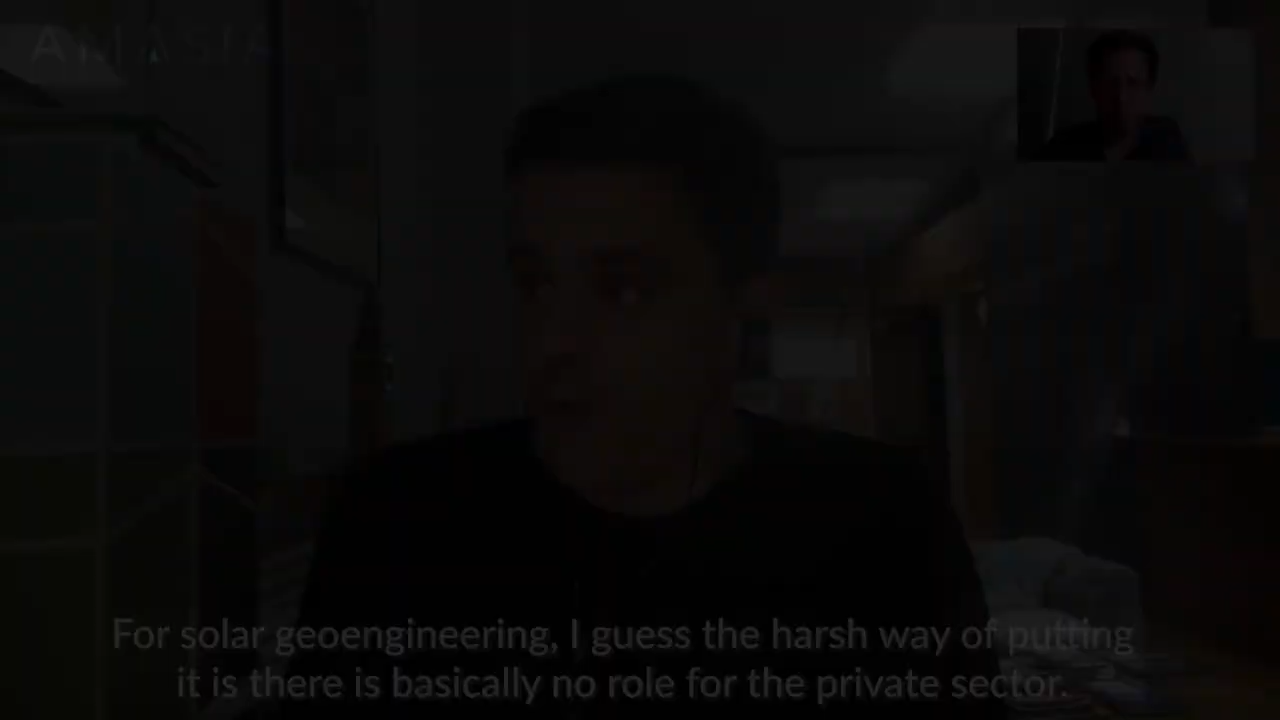 AMASIA
For solar geoengineering, I guess the harsh way of putting
it is there is basically no role for the private sector.